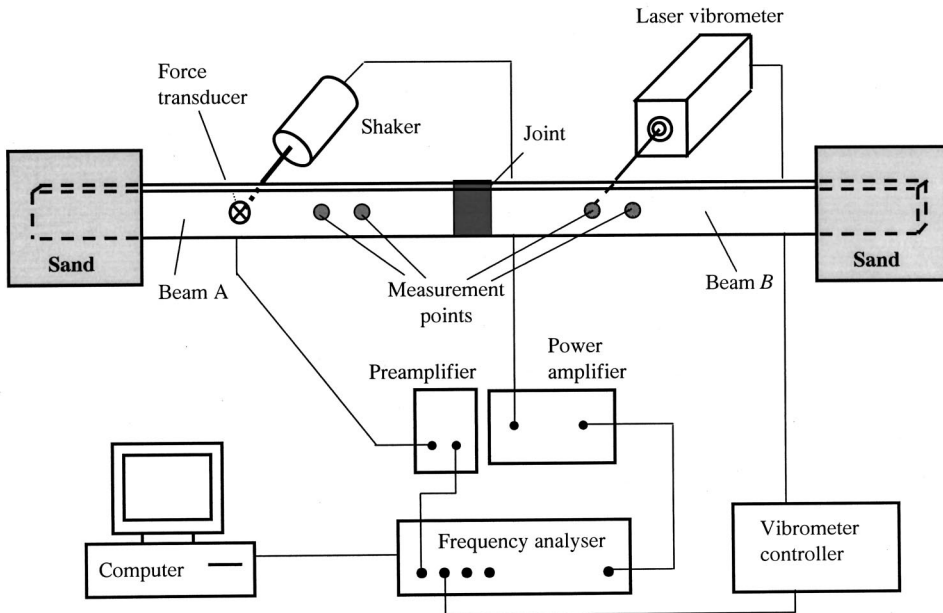 Laser vibrometer
Force
transducer
Shaker
Joint
Sand
Beam A
Measurement
points
Beam B
Sand
Preamplifier
Power
amplifier
Computer
Frequency analyser
Vibrometer
controller